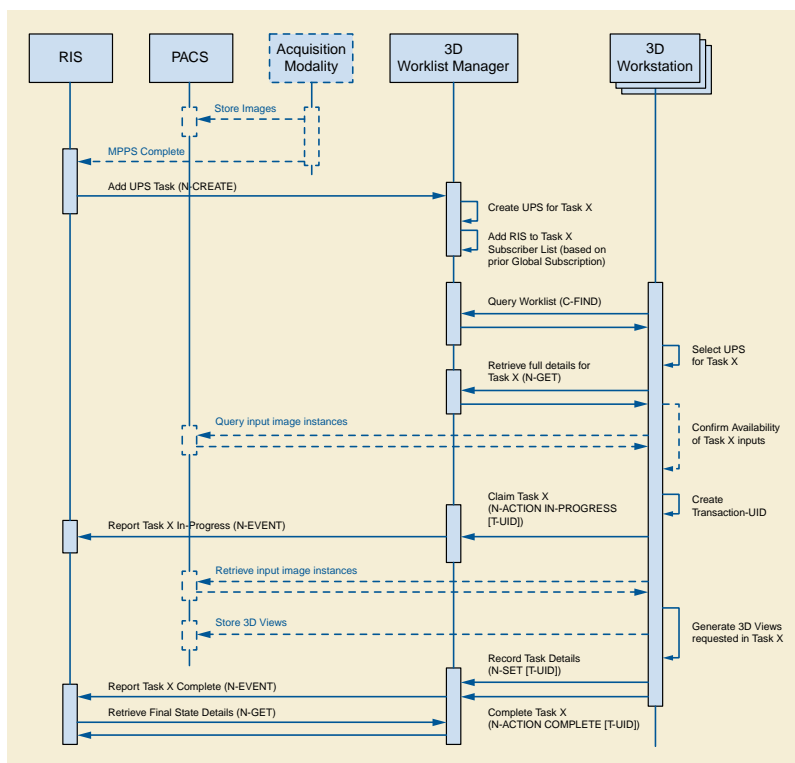 RIS
PACS
Acquisition
Modality
3D
Worklist Manager
3D
Workstation
Store Images
MPPS Complete
Add UPS Task (N-CREATE)
Create UPS for Task X
Add RIS to Task X
Subscriber List (based on
prior Global Subscription)
Query Worklist (C-FIND)
Select UPS
for Task X
Retrieve full details for
Task X (N-GET)
Query input image instances
Confirm Availability
of Task X inputs
Create
Transaction-UID
Claim Task X
(N-ACTION IN-PROGRESS
[T-UID])
Report Task X In-Progress (N-EVENT)
Retrieve input image instances
Store 3D Views
Generate 3D Views
requested in Task X
Record Task Details
(N-SET [T-UID])
Report Task X Complete (N-EVENT)
Retrieve Final State Details (N-GET)
Complete Task X
(N-ACTION COMPLETE [T-UID])